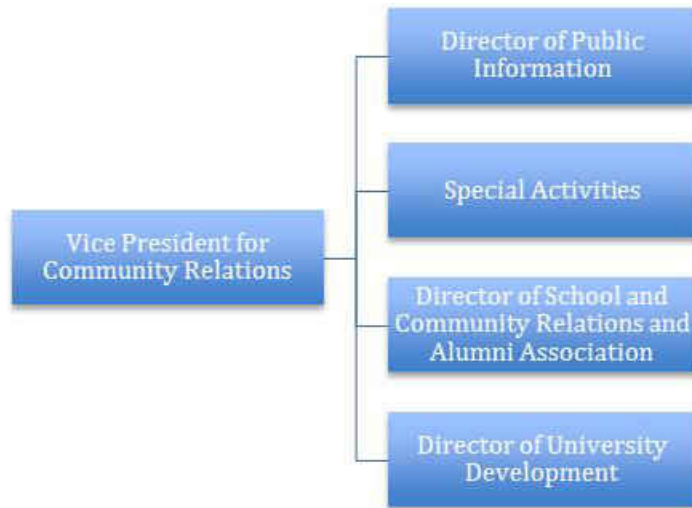 Director of Public
Information
Special Activities
Vice President for
Community Relations
Director of School and
Community Relations and
Alumni Association
Director of University
Development